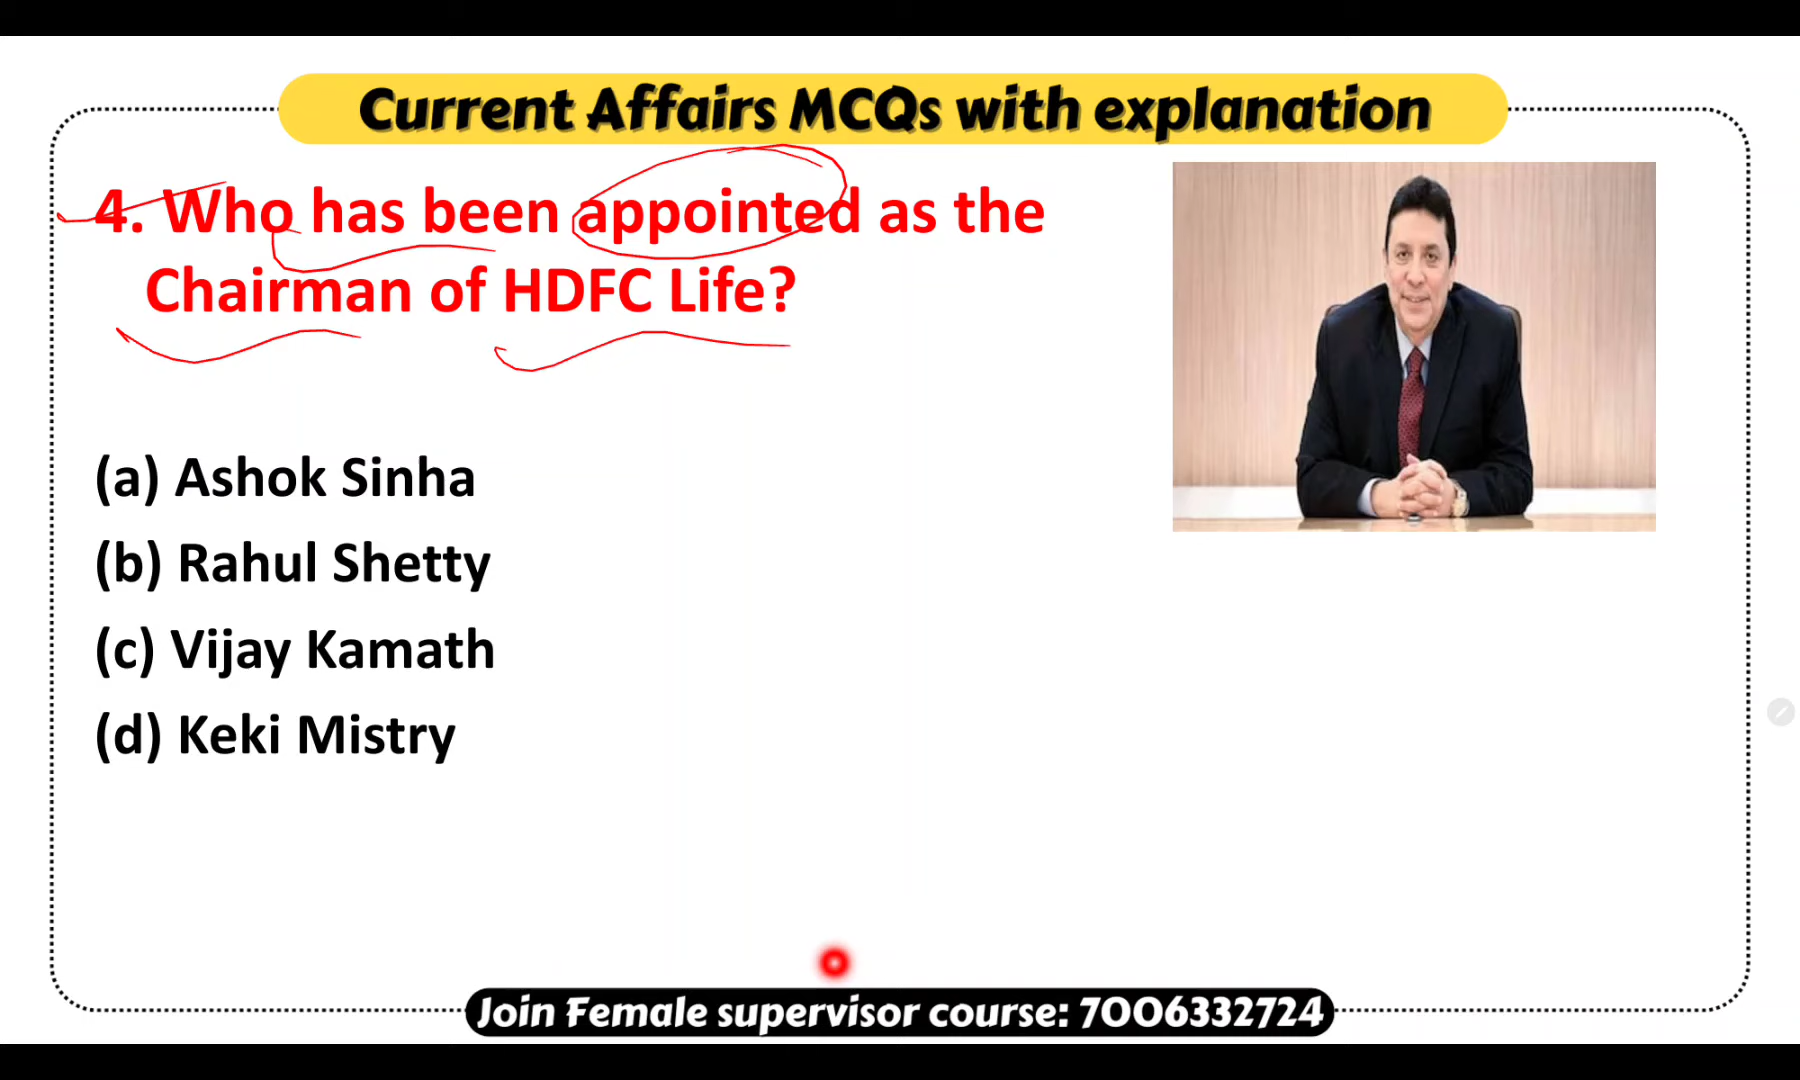 Current Affairs MCQs with explanation
4. Who has been appointed as the
Chairman of HDFC Life?
(a) Ashok Sinha
(b) Rahul Shetty
(c) Vijay Kamath
(d) Keki Mistry
Join Female supervisor course: 7006332724